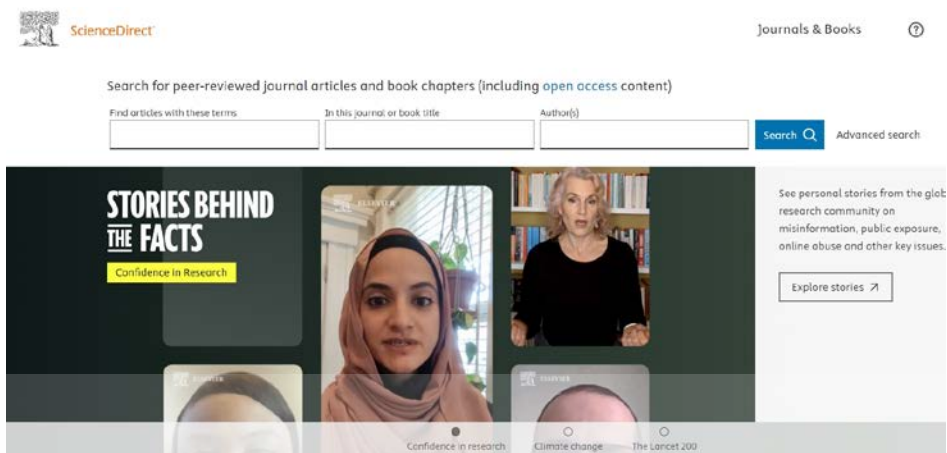 ScienceDirect
Journals & Books
Search for peer-reviewed journal articles and book chapters (including open access content)
Find articles with these terms
In this journal or book title
Author(s)
Search
Advanced search
STORIES BEHIND
THE FACTS
Confidence in Research
ELSEVIER
See personal stories from the glob
research community on
misinformation, public exposure,
online abuse and other key issues.
Explore stories
ELSEVIER
ELSEVIER
Confidence in research
Climate change
The Lancet 200